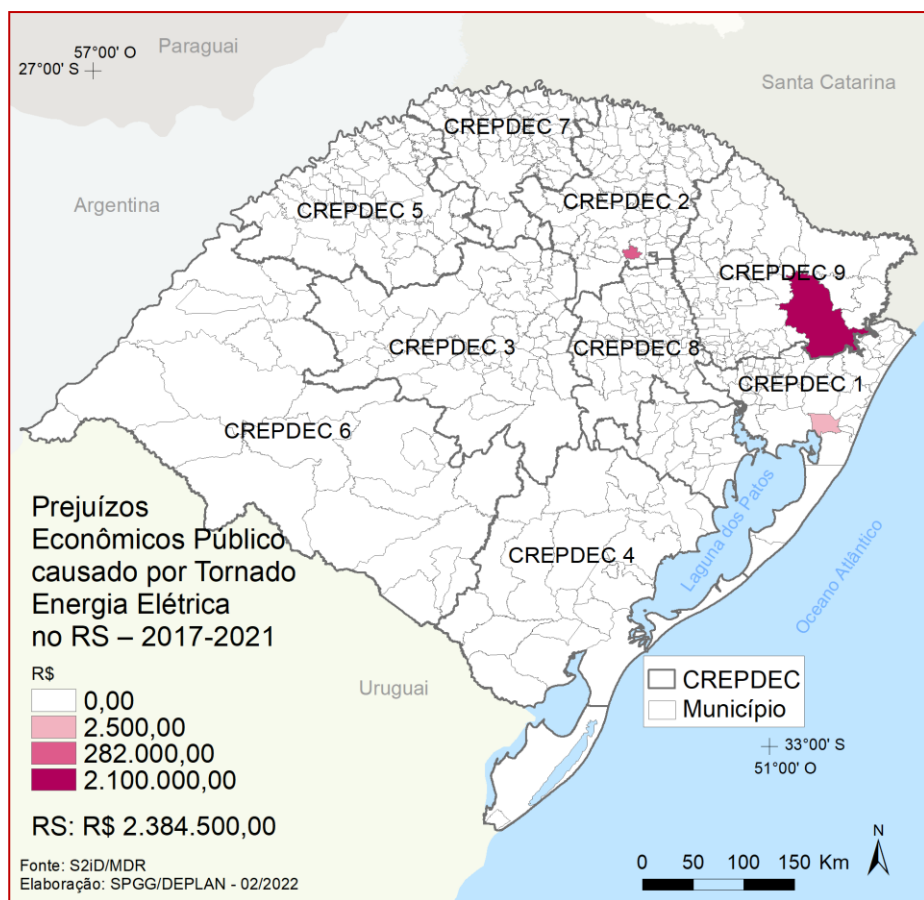 Paraguai
57°00' O
27°00' S
Santa Catarina
Argentina
CREPDEC 7
CREPDEC 5
CREPDEC 2
CREPDEC 9
CREPDEC 3
CREPDEC 8
CREPDEC 1
CREPDEC 6
CREPDEC 4
Laguna dos Patos
Oceano Atlântico
Uruguai
Prejuízos
Econômicos Público
causado por Tornado
Energia Elétrica
no RS – 2017-2021
R$
0,00
2.500,00
282.000,00
2.100.000,00
RS: R$ 2.384.500,00
Fonte: S2iD/MDR
Elaboração: SPGG/DEPLAN - 02/2022
CREPDEC
Município
33°00' S
51°00' O
N
0 50 100 150 Km